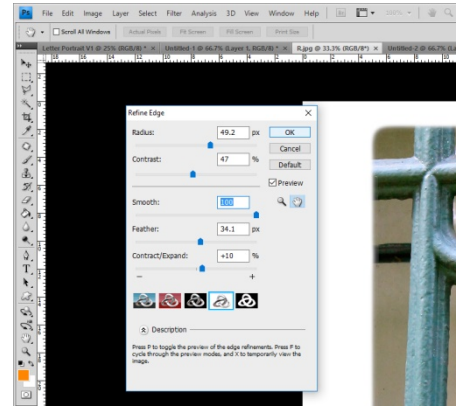 Ps File Edit Image Layer Select Filter Analysis 3D View Window Help
Scroll All Windows Actual Pixels Fit Screen Fill Screen Print Size
Letter Portrait V1 @ 25% (RGB/8) * × Untitled-1 @ 66.7% (Layer 1, RGB/8) * × R.jpg @ 33.3% (RGB/8*) × Untitled-2 @ 66.7%
Refine Edge
Radius: 49.2 px OK
Cancel
Contrast: 47 % Default
Preview
Smooth: 100
Feather: 34.1 px
Contract/Expand: +10 %
− +
Description
Press P to toggle the preview of the edge refinements. Press F to
cycle through the preview modes, and X to temporarily view the
image.